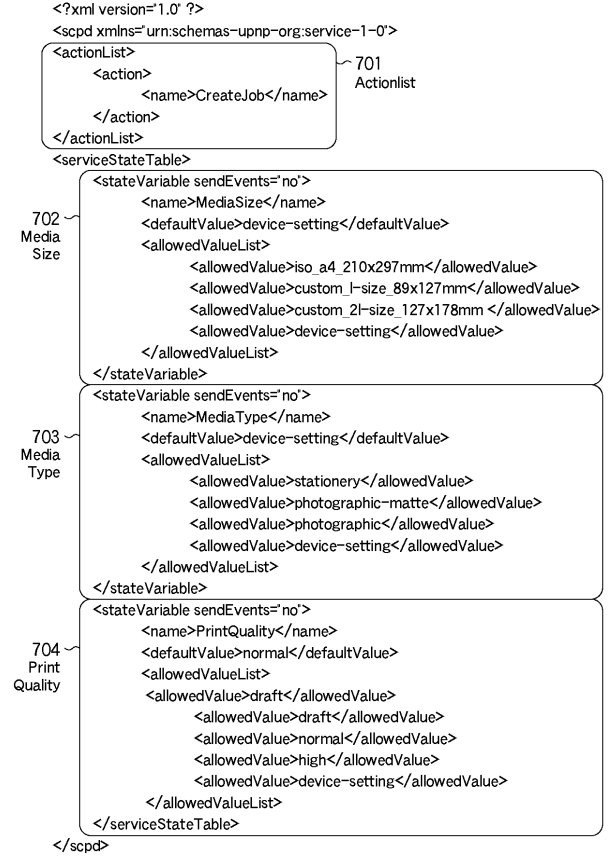 <?xml version="1.0" ?>
<scpd xmlns="urn:schemas-upnp-org:service-1-0">
<actionList>
<action>
<name>CreateJob</name>
</action>
</actionList>
701
Actionlist
<serviceStateTable>
702
Media
Size
<stateVariable sendEvents="no">
<name>MediaSize</name>
<defaultValue>device-setting</defaultValue>
<allowedValueList>
<allowedValue>iso_a4_210x297mm</allowedValue>
<allowedValue>custom_l-size_89x127mm</allowedValue>
<allowedValue>custom_2l-size_127x178mm </allowedValue>
<allowedValue>device-setting</allowedValue>
</allowedValueList>
</stateVariable>
703
Media
Type
<stateVariable sendEvents="no">
<name>MediaType</name>
<defaultValue>device-setting</defaultValue>
<allowedValueList>
<allowedValue>stationery</allowedValue>
<allowedValue>photographic-matte</allowedValue>
<allowedValue>photographic</allowedValue>
<allowedValue>device-setting</allowedValue>
</allowedValueList>
</stateVariable>
704
Print
Quality
<stateVariable sendEvents="no">
<name>PrintQuality</name>
<defaultValue>normal</defaultValue>
<allowedValueList>
<allowedValue>draft</allowedValue>
<allowedValue>draft</allowedValue>
<allowedValue>normal</allowedValue>
<allowedValue>high</allowedValue>
<allowedValue>device-setting</allowedValue>
</allowedValueList>
</serviceStateTable>
</scpd>